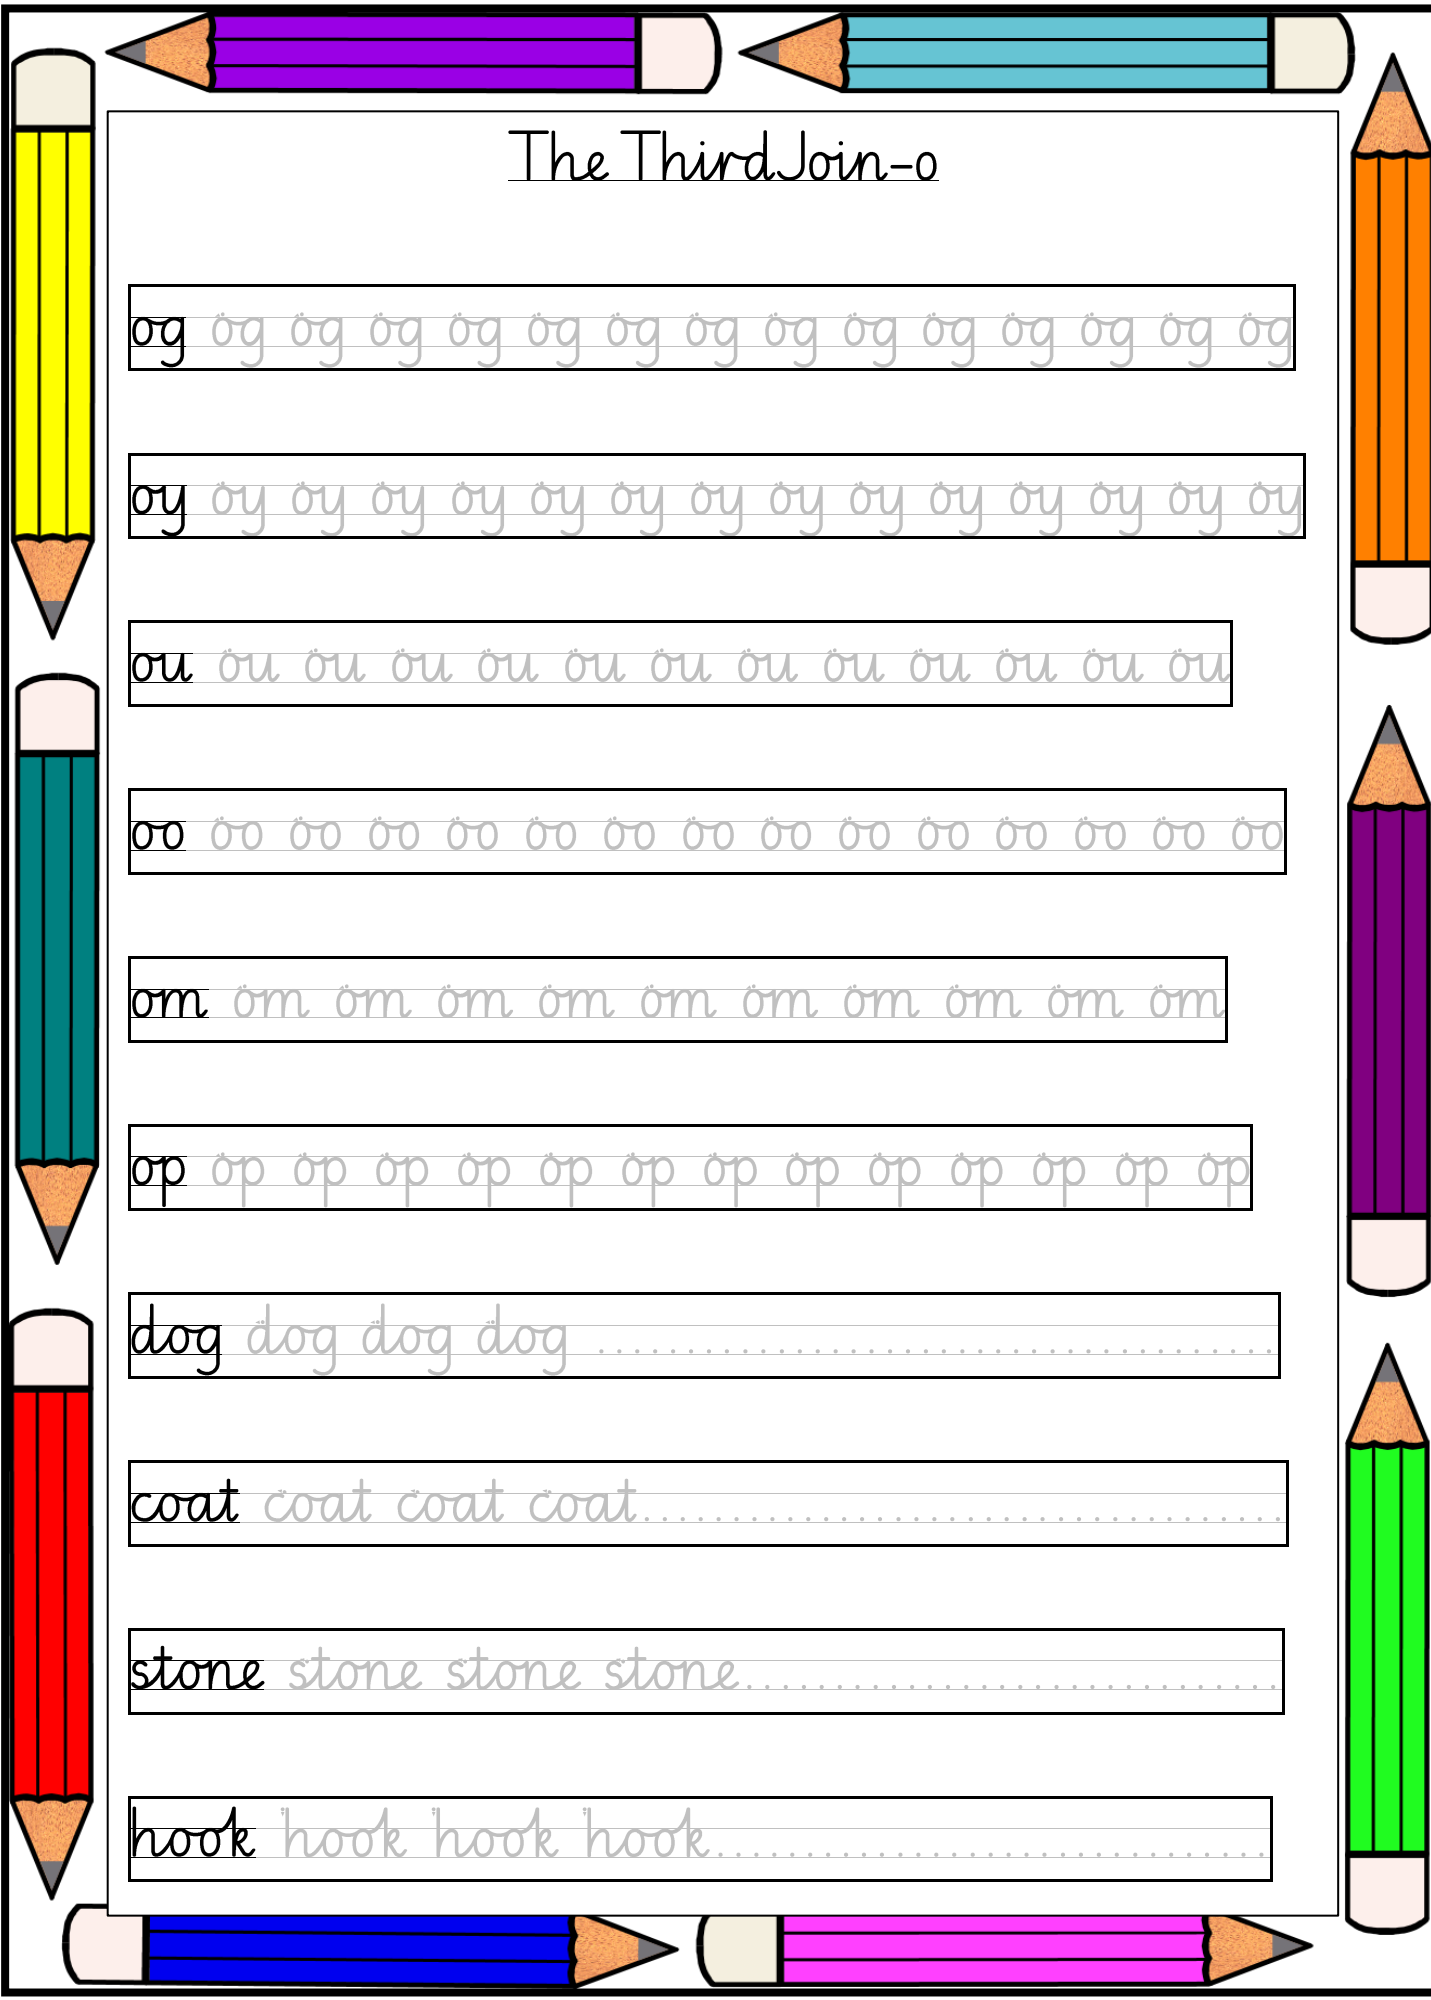 The Third Join-o
og og og og og og og og og og og og og og og
oy oy oy oy oy oy oy oy oy oy oy oy oy oy oy
ou ou ou ou ou ou ou ou ou ou ou ou ou
oo oo oo oo oo oo oo oo oo oo oo oo oo oo oo
om om om om om om om om om om om
op op op op op op op op op op op op op op
dog dog dog dog ......................................
coat coat coat coat....................................
stone stone stone stone..............................
hook hook hook hook...............................